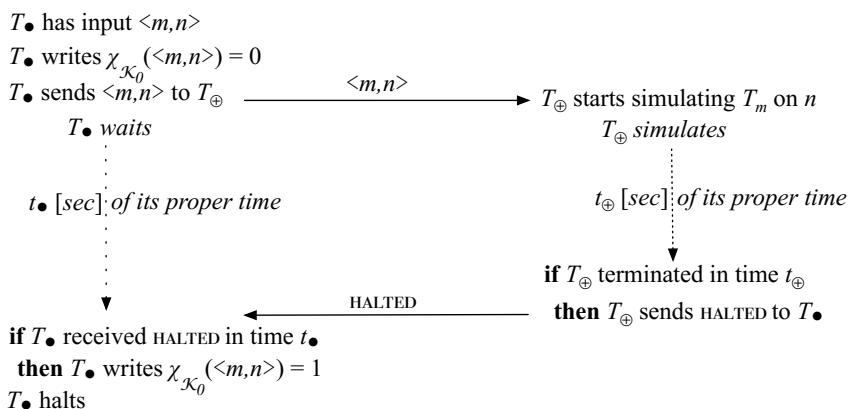 T● has input <m,n>
T● writes χ_𝒦₀(<m,n>) = 0
T● sends <m,n> to T⊕
<m,n>
T⊕ starts simulating Tₘ on n
T● waits
T⊕ simulates
t● [sec] of its proper time
t⊕ [sec] of its proper time
if T⊕ terminated in time t⊕
then T⊕ sends HALTED to T●
HALTED
if T● received HALTED in time t●
then T● writes χ_𝒦₀(<m,n>) = 1
T● halts